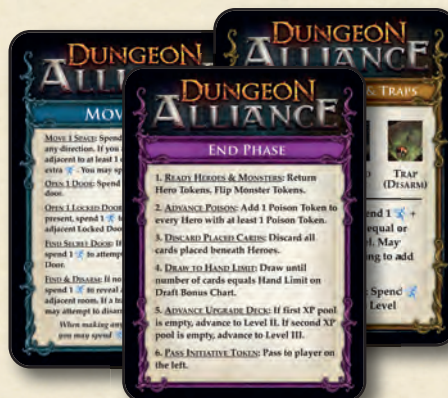 DUNGEON
ALLIANCE
MOV
MOVE 1 SPACE: Spend
any direction. If you
adjacent to at least 1
extra . You may sp
OPEN 1 DOOR: Spend
door.
OPEN 1 LOCKED DOOR
present, spend 1 to
adjacent Locked Doo
FIND SECRET DOOR: If
spend 1 to attemp
Door.
FIND & DISARM: If no
spend 1 to reveal a
adjacent room. If a tra
may attempt to disar
When making any
you may spend
DUNGEON
ALLIANCE
END PHASE
1. READY HEROES & MONSTERS: Return
Hero Tokens, Flip Monster Tokens.
2. ADVANCE POISON: Add 1 Poison Token to
every Hero with at least 1 Poison Token.
3. DISCARD PLACED CARDS: Discard all
cards placed beneath Heroes.
4. DRAW TO HAND LIMIT: Draw until
number of cards equals Hand Limit on
Draft Bonus Chart.
5. ADVANCE UPGRADE DECK: If first XP pool
is empty, advance to Level II. If second XP
pool is empty, advance to Level III.
6. PASS INITIATIVE TOKEN: Pass to player on
the left.
DUNGEON
ALLIANCE
& TRAPS
TRAP
(DISARM)
end 1 +
equal or
l. May
ng to add
Spend
Level